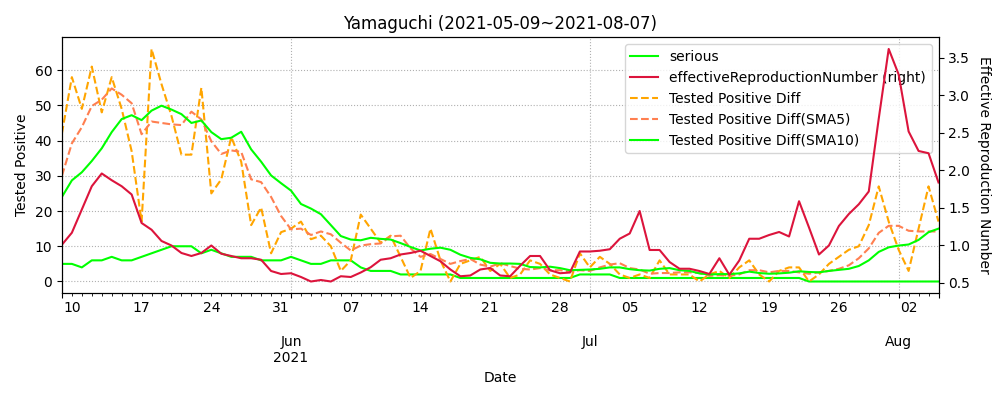 Yamaguchi (2021-05-09~2021-08-07)
serious
effectiveReproductionNumber (right)
Tested Positive Diff
Tested Positive Diff(SMA5)
Tested Positive Diff(SMA10)
Tested Positive
60
50
40
30
20
10
0
3.5
3.0
2.5
2.0
1.5
1.0
0.5
Effective Reproduction Number
10 17 24 07 14 21 28 05 12 19 26 02
Jun Jul Aug
2021
Date